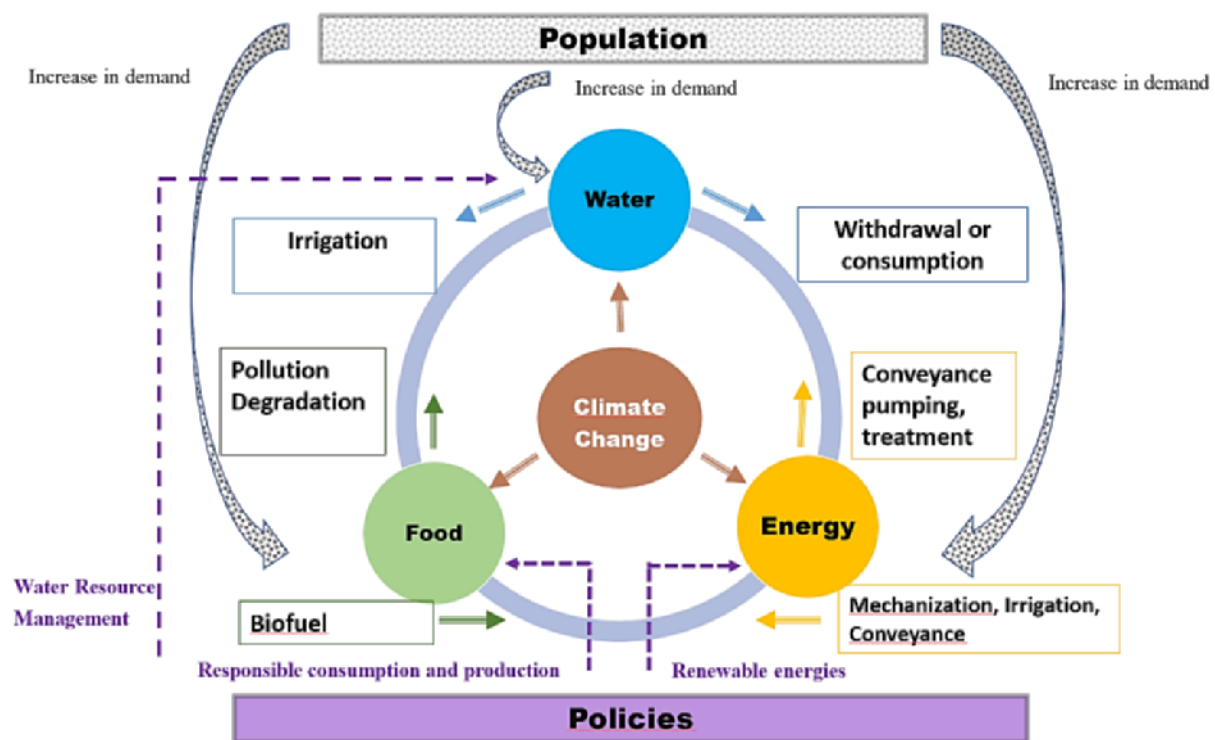 Population
Increase in demand
Increase in demand
Increase in demand
Water
Irrigation
Withdrawal or
consumption
Pollution
Degradation
Climate
Change
Conveyance
pumping,
treatment
Food
Energy
Water Resource
Management
Biofuel
Mechanization, Irrigation,
Conveyance
Responsible consumption and production
Renewable energies
Policies